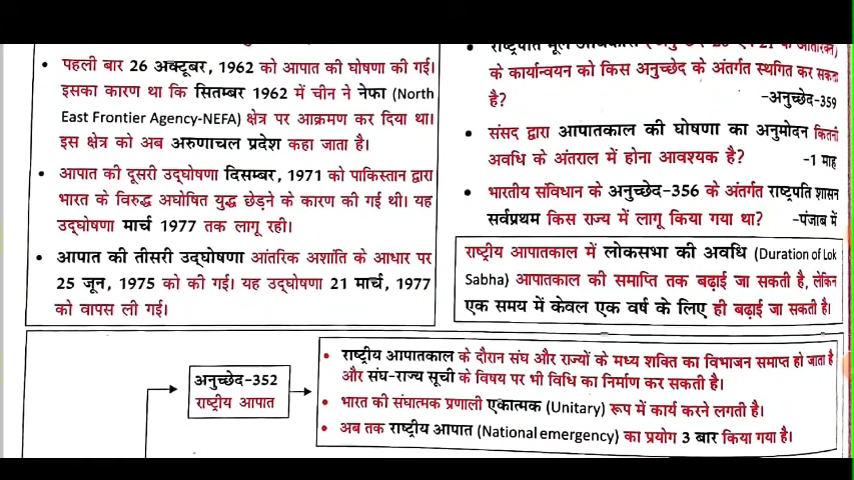 • पहली बार 26 अक्टूबर, 1962 को आपात की घोषणा की गई।
इसका कारण था कि सितम्बर 1962 में चीन ने नेफा (North
East Frontier Agency-NEFA) क्षेत्र पर आक्रमण कर दिया था।
इस क्षेत्र को अब अरुणाचल प्रदेश कहा जाता है।
• आपात की दूसरी उद्घोषणा दिसम्बर, 1971 को पाकिस्तान द्वारा
भारत के विरुद्ध अघोषित युद्ध छेड़ने के कारण की गई थी। यह
उद्घोषणा मार्च 1977 तक लागू रही।
• आपात की तीसरी उद्घोषणा आंतरिक अशांति के आधार पर
25 जून, 1975 को की गई। यह उद्घोषणा 21 मार्च, 1977
को वापस ली गई।
राष्ट्रपति मूल
के कार्यान्वयन को किस अनुच्छेद के अंतर्गत स्थगित कर सकता
है? -अनुच्छेद-359
• संसद द्वारा आपातकाल की घोषणा का अनुमोदन कितनी
अवधि के अंतराल में होना आवश्यक है? -1 माह
• भारतीय संविधान के अनुच्छेद-356 के अंतर्गत राष्ट्रपति शासन
सर्वप्रथम किस राज्य में लागू किया गया था? -पंजाब में
राष्ट्रीय आपातकाल में लोकसभा की अवधि (Duration of Lok
Sabha) आपातकाल की समाप्ति तक बढ़ाई जा सकती है, लेकिन
एक समय में केवल एक वर्ष के लिए ही बढ़ाई जा सकती है।
अनुच्छेद-352
राष्ट्रीय आपात
• राष्ट्रीय आपातकाल के दौरान संघ और राज्यों के मध्य शक्ति का विभाजन समाप्त हो जाता है
और संघ-राज्य सूची के विषय पर भी विधि का निर्माण कर सकती है।
• भारत की संघात्मक प्रणाली एकात्मक (Unitary) रूप में कार्य करने लगती है।
• अब तक राष्ट्रीय आपात (National emergency) का प्रयोग 3 बार किया गया है।